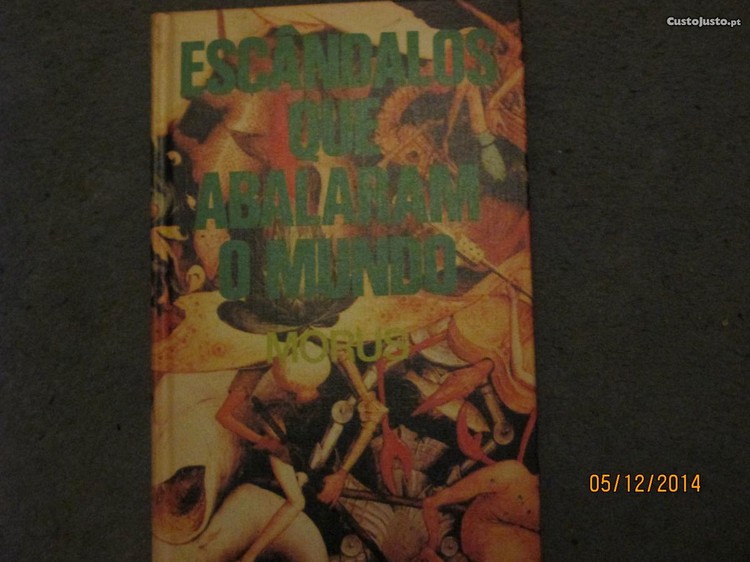 CustoJusto.pt
ESCÂNDALOS
QUE
ABALARAM
O MUNDO
MORUS
05/12/2014